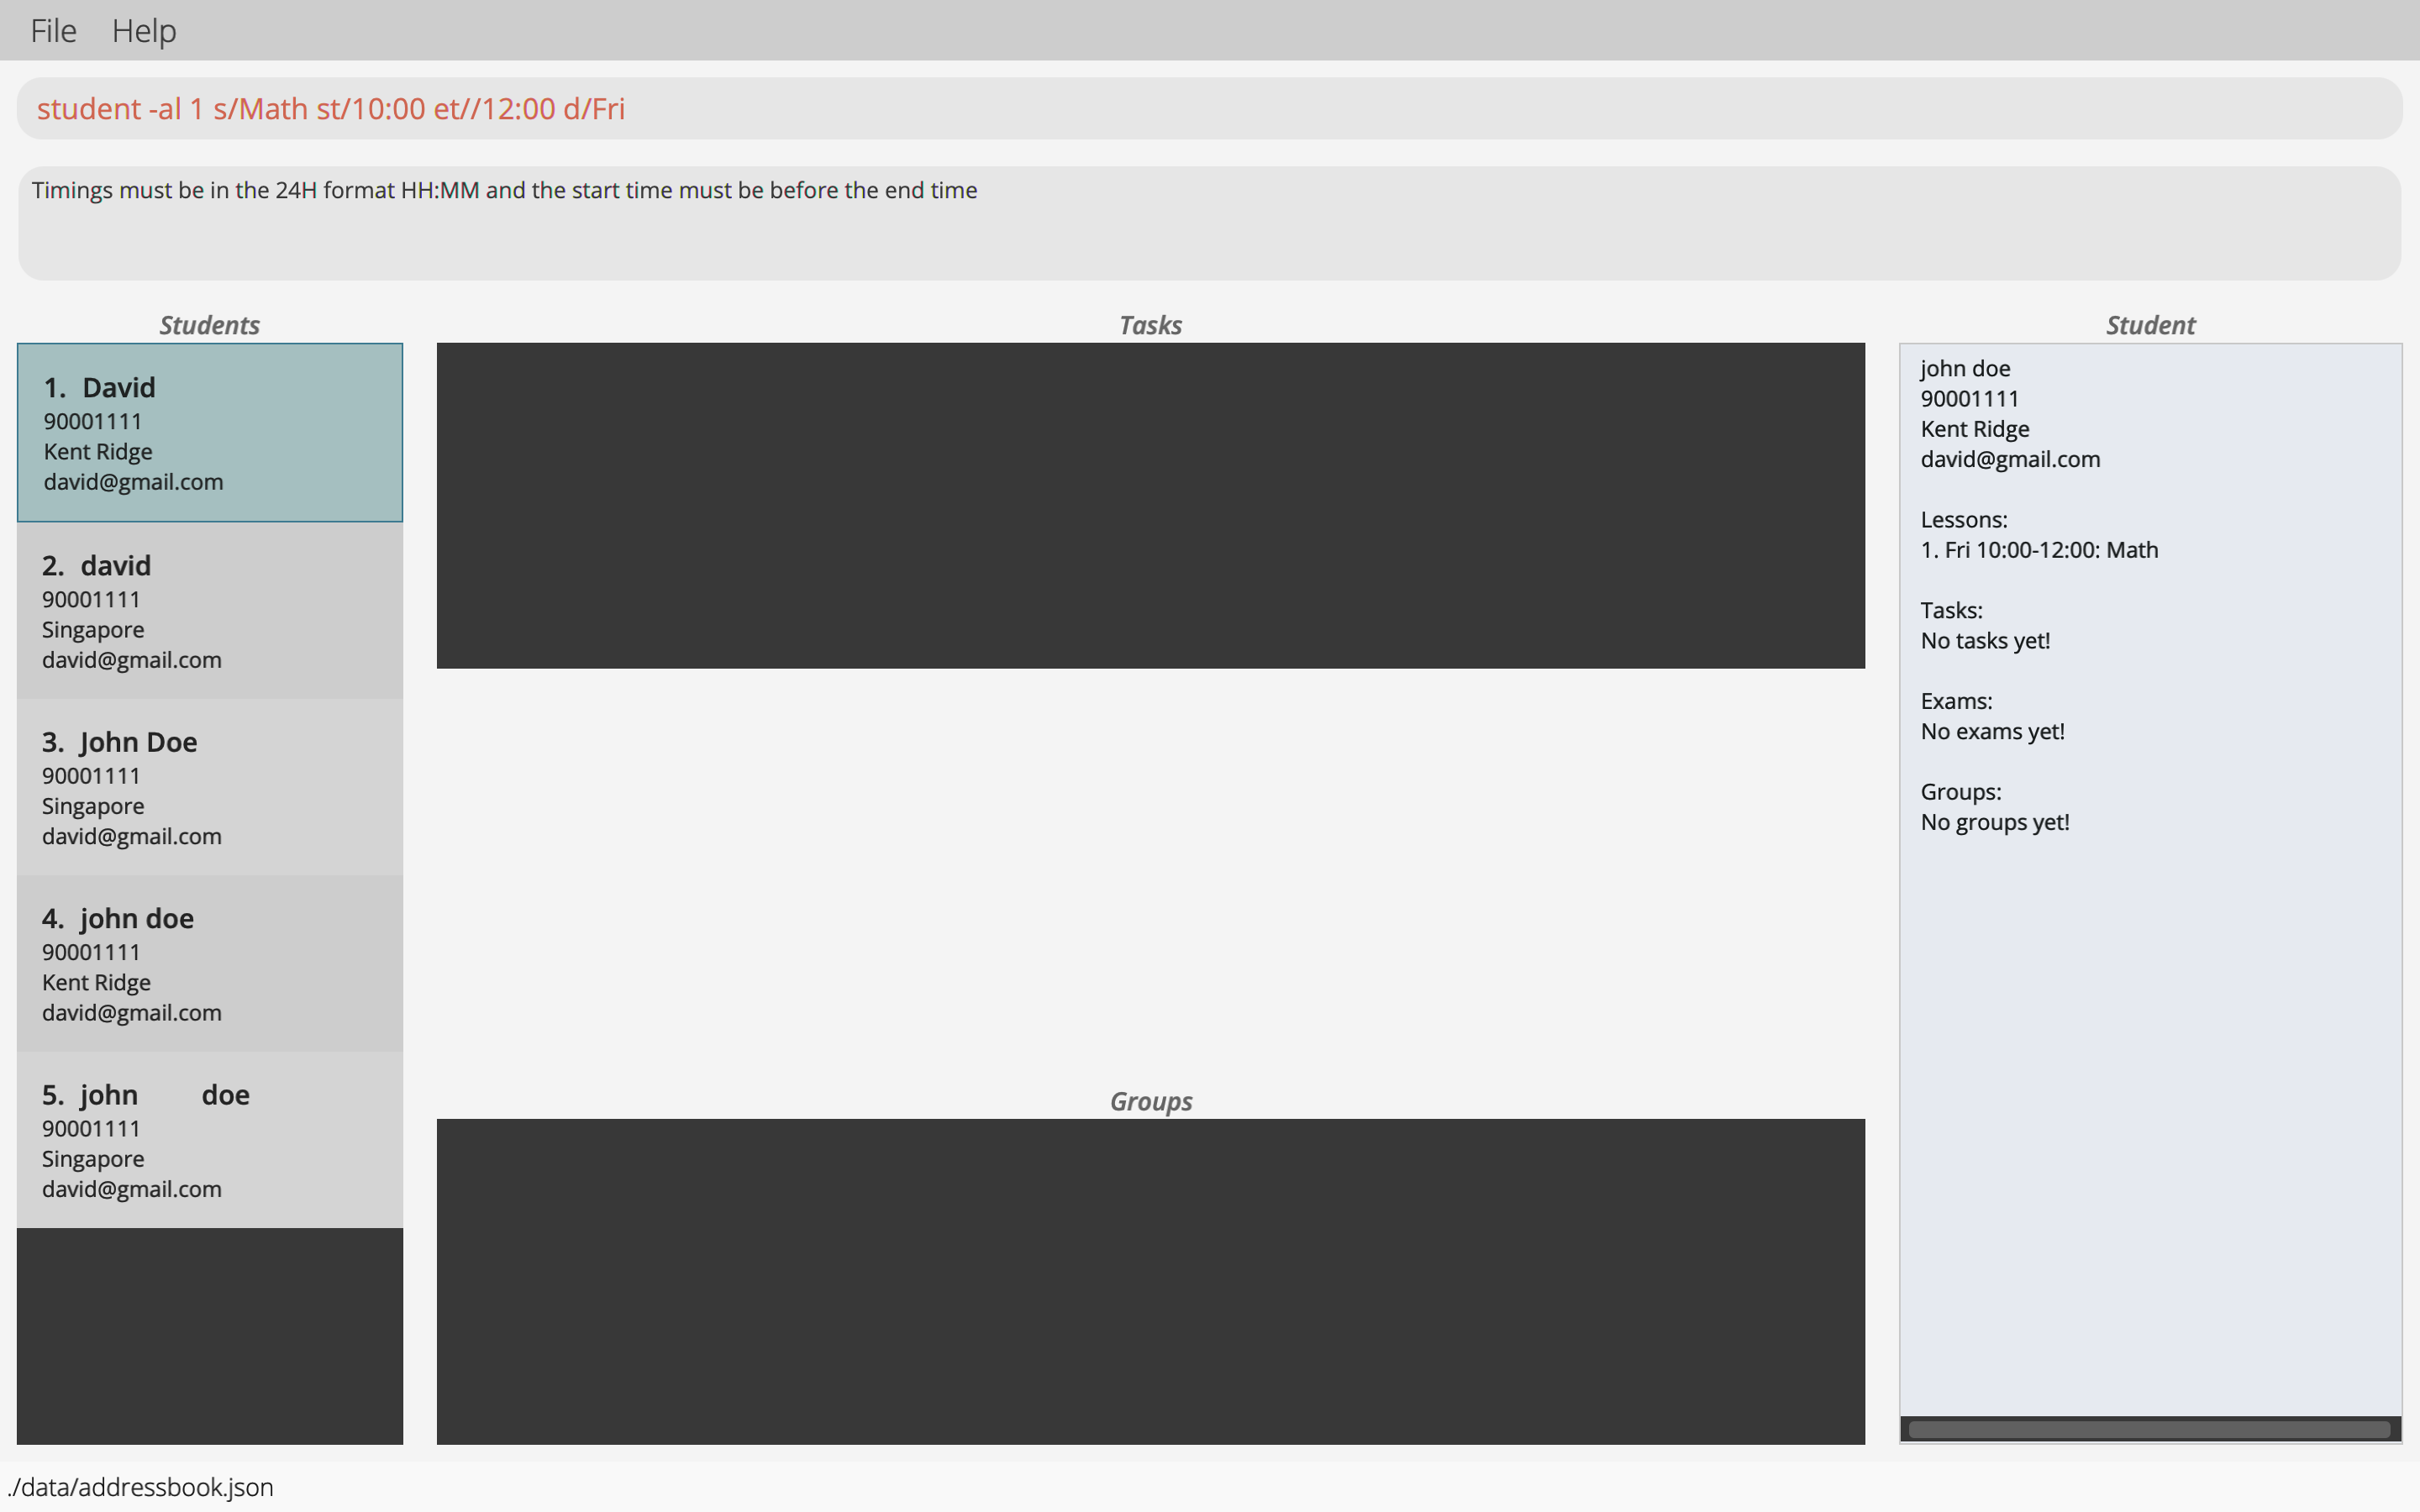 File Help
student -al 1 s/Math st/10:00 et//12:00 d/Fri
Timings must be in the 24H format HH:MM and the start time must be before the end time
Students
1. David
90001111
Kent Ridge
david@gmail.com
2. david
90001111
Singapore
david@gmail.com
3. John Doe
90001111
Singapore
david@gmail.com
4. john doe
90001111
Kent Ridge
david@gmail.com
5. john doe
90001111
Singapore
david@gmail.com
Tasks
Groups
Student
john doe
90001111
Kent Ridge
david@gmail.com
Lessons:
1. Fri 10:00-12:00: Math
Tasks:
No tasks yet!
Exams:
No exams yet!
Groups:
No groups yet!
./data/addressbook.json